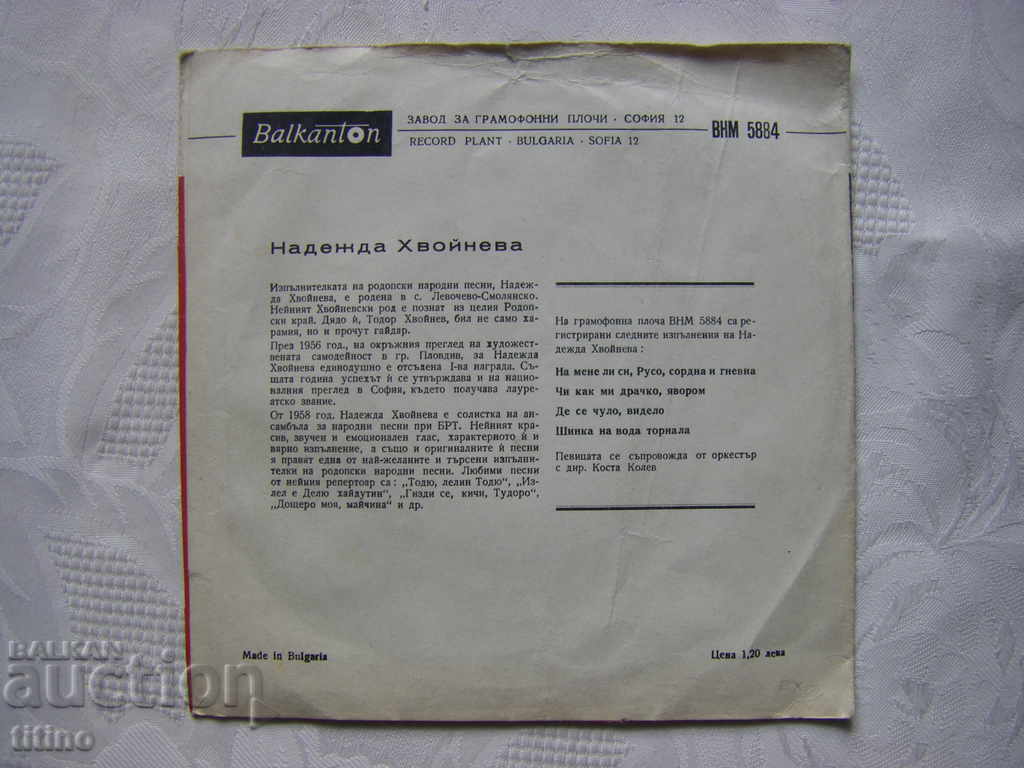 Balkanton
ЗАВОД ЗА ГРАМОФОННИ ПЛОЧИ · СОФИЯ 12
RECORD PLANT · BULGARIA · SOFIA 12
ВНМ 5884
Надежда Хвойнева
Изпълнителката на родопски народни песни, Надеж-
да Хвойнева, е родена в с. Левочево-Смолянско.
Нейният Хвойневски род е познат из целия Родоп-
ски край. Дядо ѝ, Тодор Хвойнев, бил не само ха-
рамия, но и прочут гайдар.
През 1956 год., на окръжния преглед на художест-
вената самодейност в гр. Пловдив, за Надежда
Хвойнева единодушно е отсъдена I-ва награда. Съ-
щата година успехът ѝ се утвърждава и на нацио-
налния преглед в София, където получава лауре-
атско звание.
От 1958 год. Надежда Хвойнева е солистка на ан-
самбъла за народни песни при БРТ. Нейният кра-
сив, звучен и емоционален глас, характерното ѝ и
вярно изпълнение, а също и оригиналните ѝ песни
я правят една от най-желаните и търсени изпълни-
телки на родопски народни песни. Любими песни
от нейния репертоар са: „Тодю, лелин Тодю", „Из-
лел е Делю хайдутин", „Гизди се, кичи, Тудоро",
„Дощеро моя, майчина" и др.
На грамофонна плоча ВНМ 5884 са ре-
гистрирани следните изпълнения на На-
дежда Хвойнева:
На мене ли си, Русо, сордна и гневна
Чи как ми драчко, явором
Де се чуло, видело
Шинка на вода торнала
Певицата се съпровожда от оркестър
с дир. Коста Колев
Made in Bulgaria
Цена 1,20 лева
BALKAN
auction
titino